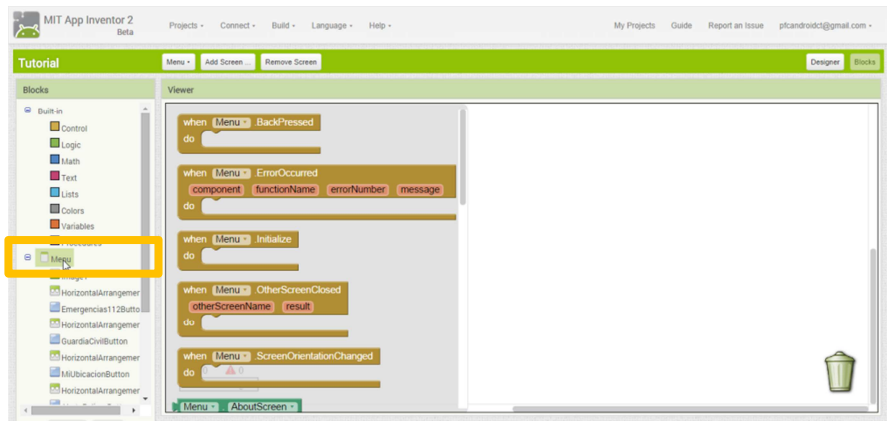 MIT App Inventor 2
Beta
Projects Connect Build Language Help
My Projects Guide Report an Issue pfcandroidct@gmail.com
Tutorial Menu Add Screen ... Remove Screen Designer Blocks
Blocks Viewer
Built-in
Control
Logic
Math
Text
Lists
Colors
Variables
Procedures
Menu
Image1
HorizontalArrangemer
Emergencias112Butto
HorizontalArrangemer
GuardiaCivilButton
HorizontalArrangemer
MiUbicacionButton
HorizontalArrangemer
when Menu .BackPressed
do
when Menu .ErrorOccurred
component functionName errorNumber message
do
when Menu .Initialize
do
when Menu .OtherScreenClosed
otherScreenName result
do
when Menu .ScreenOrientationChanged
do 0 0
Menu . AboutScreen